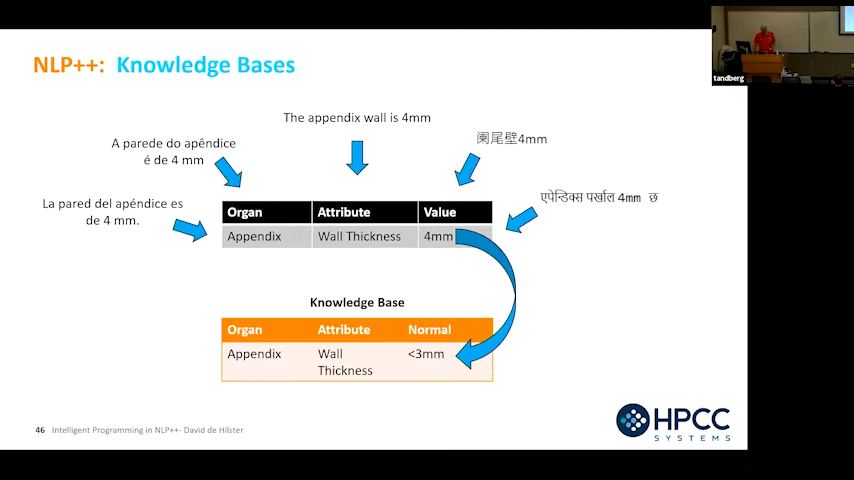 NLP++: Knowledge Bases
The appendix wall is 4mm
A parede do apêndice
é de 4 mm
阑尾壁4mm
La pared del apéndice es
de 4 mm.
एपेन्डिक्स पर्खाल 4mm छ
Organ Attribute Value
Appendix Wall Thickness 4mm
Knowledge Base
Organ Attribute Normal
Appendix Wall <3mm
Thickness
46 Intelligent Programming in NLP++- David de Hilster
HPCC
SYSTEMS
tandberg